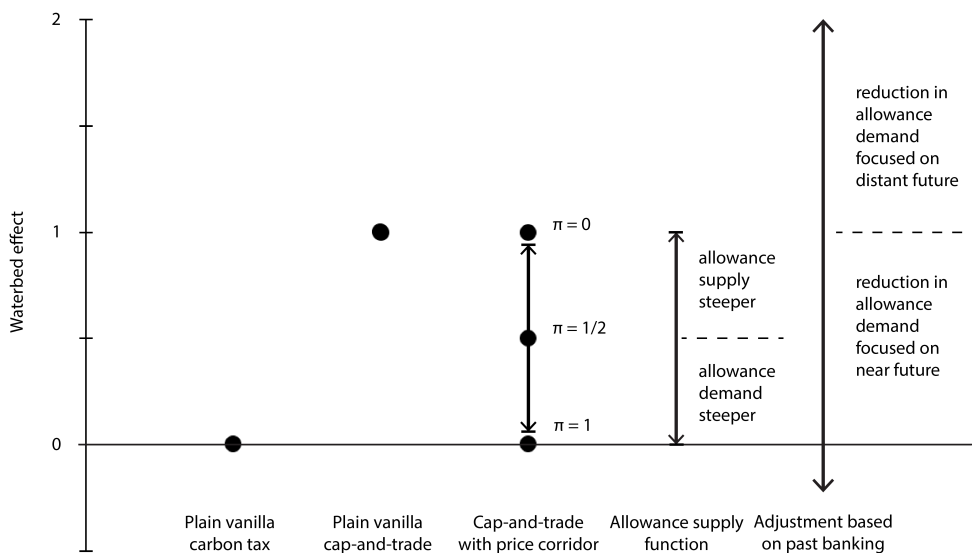 2
reduction in
allowance
demand
focused on
distant future
Waterbed effect
1
π = 0
allowance
supply
steeper
reduction in
allowance
demand
focused on
near future
π = 1/2
allowance
demand
steeper
π = 1
0
Plain vanilla
carbon tax
Plain vanilla
cap-and-trade
Cap-and-trade
with price corridor
Allowance supply
function
Adjustment based
on past banking